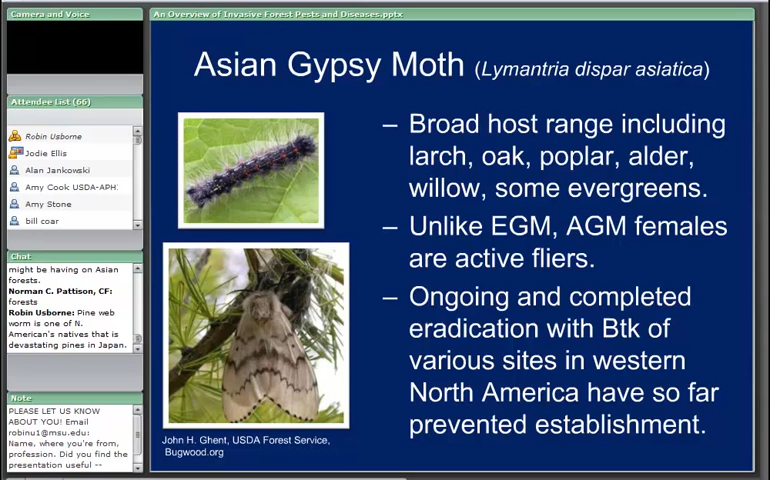 Camera and Voice
Attendee List (66)
Robin Usborne
Jodie Ellis
Alan Jankowski
Amy Cook USDA-APH:
Amy Stone
bill coar
Chat
might be having on Asian
forests.
Norman C. Pattison, CF:
forests
Robin Usborne: Pine web
worm is one of N.
American's natives that is
devastating pines in Japan.
Note
PLEASE LET US KNOW
ABOUT YOU! Email
robinu1@msu.edu:
Name, where you're from,
profession. Did you find the
presentation useful --
An Overview of Invasive Forest Pests and Diseases.pptx
Asian Gypsy Moth (Lymantria dispar asiatica)
– Broad host range including
larch, oak, poplar, alder,
willow, some evergreens.
– Unlike EGM, AGM females
are active fliers.
– Ongoing and completed
eradication with Btk of
various sites in western
North America have so far
prevented establishment.
John H. Ghent, USDA Forest Service,
Bugwood.org